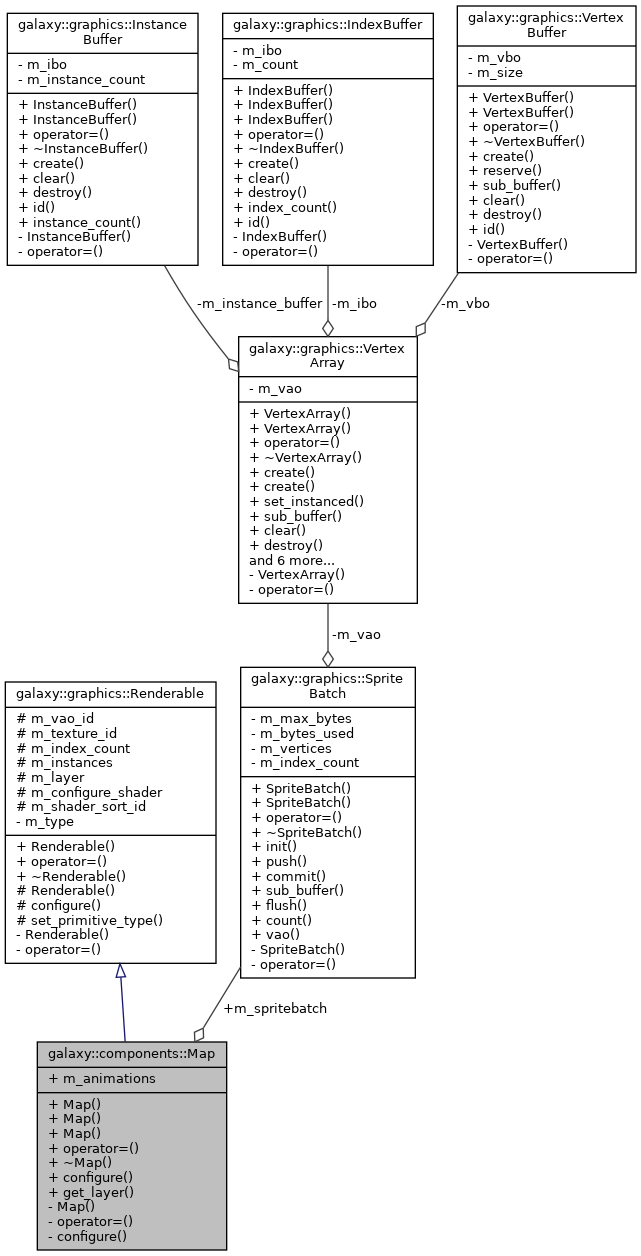 galaxy::graphics::Instance
Buffer
- m_ibo
- m_instance_count
+ InstanceBuffer()
+ InstanceBuffer()
+ operator=()
+ ~InstanceBuffer()
+ create()
+ clear()
+ destroy()
+ id()
+ instance_count()
- InstanceBuffer()
- operator=()
galaxy::graphics::IndexBuffer
- m_ibo
- m_count
+ IndexBuffer()
+ IndexBuffer()
+ IndexBuffer()
+ operator=()
+ ~IndexBuffer()
+ create()
+ clear()
+ destroy()
+ index_count()
+ id()
- IndexBuffer()
- operator=()
galaxy::graphics::Vertex
Buffer
- m_vbo
- m_size
+ VertexBuffer()
+ VertexBuffer()
+ operator=()
+ ~VertexBuffer()
+ create()
+ reserve()
+ sub_buffer()
+ clear()
+ destroy()
+ id()
- VertexBuffer()
- operator=()
-m_instance_buffer
-m_ibo
-m_vbo
galaxy::graphics::Vertex
Array
- m_vao
+ VertexArray()
+ VertexArray()
+ operator=()
+ ~VertexArray()
+ create()
+ create()
+ set_instanced()
+ sub_buffer()
+ clear()
+ destroy()
and 6 more...
- VertexArray()
- operator=()
-m_vao
galaxy::graphics::Renderable
# m_vao_id
# m_texture_id
# m_index_count
# m_instances
# m_layer
# m_configure_shader
# m_shader_sort_id
- m_type
+ Renderable()
+ operator=()
+ ~Renderable()
# Renderable()
# configure()
# set_primitive_type()
- Renderable()
- operator=()
galaxy::graphics::Sprite
Batch
- m_max_bytes
- m_bytes_used
- m_vertices
- m_index_count
+ SpriteBatch()
+ SpriteBatch()
+ operator=()
+ ~SpriteBatch()
+ init()
+ push()
+ commit()
+ sub_buffer()
+ flush()
+ count()
+ vao()
- SpriteBatch()
- operator=()
+m_spritebatch
galaxy::components::Map
+ m_animations
+ Map()
+ Map()
+ Map()
+ operator=()
+ ~Map()
+ configure()
+ get_layer()
- Map()
- operator=()
- configure()